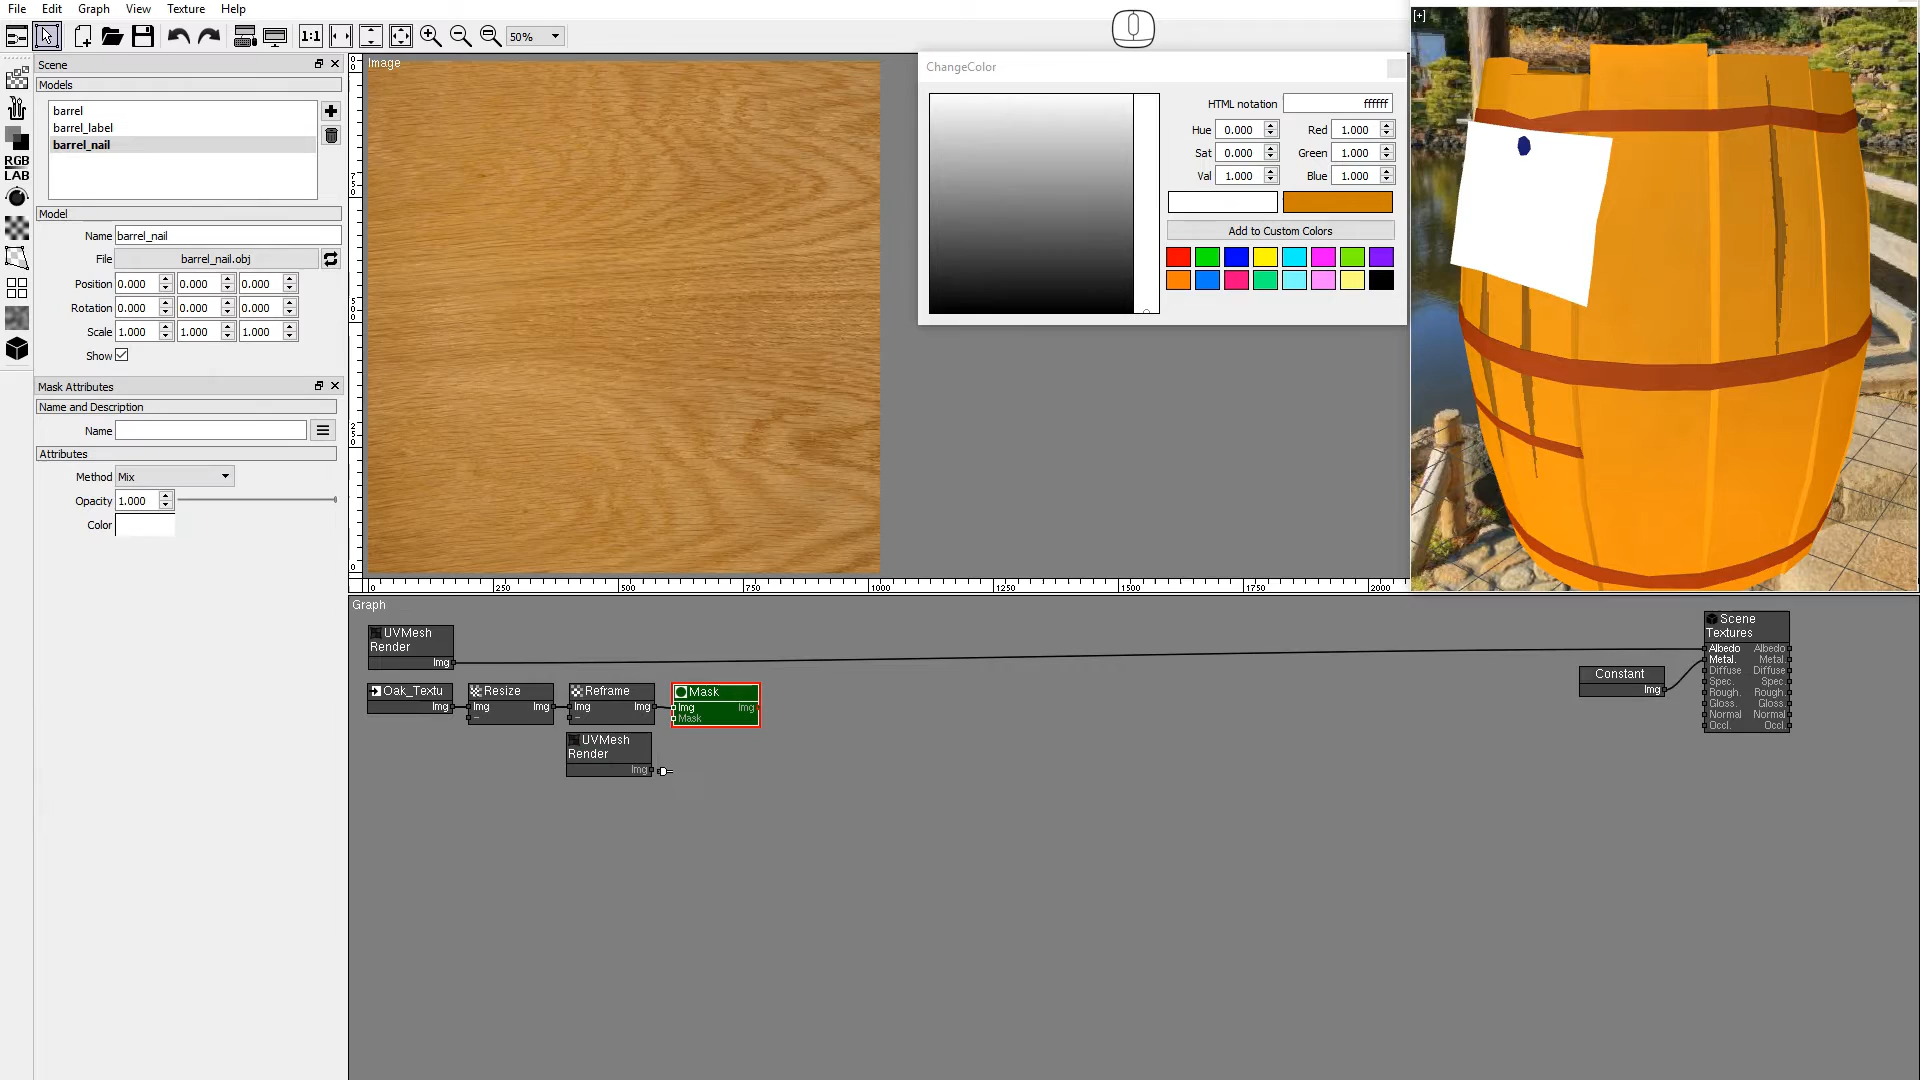 File Edit Graph View Texture Help
1:1 50%
Scene
Models
barrel
barrel_label
barrel_nail
RGB
LAB
Model
Name barrel_nail
File barrel_nail.obj
Position 0.000 0.000 0.000
Rotation 0.000 0.000 0.000
Scale 1.000 1.000 1.000
Show
Mask Attributes
Name and Description
Name
Attributes
Method Mix
Opacity 1.000
Color
Image
0 250 500 750 1000 1250 1500 1750 2000
ChangeColor
HTML notation ffffff
Hue 0.000 Red 1.000
Sat 0.000 Green 1.000
Val 1.000 Blue 1.000
Add to Custom Colors
[+]
Graph
UVMesh
Render
Img
Oak_Textu
Img
Resize
Img Img
Reframe
Img Img
Mask
Img Img
Mask
UVMesh
Render
Img
Constant
Img
Scene
Textures
Albedo Albedo
Metal. Metal.
Diffuse Diffuse
Spec. Spec.
Rough. Rough.
Gloss. Gloss.
Normal Normal
Occl. Occl.